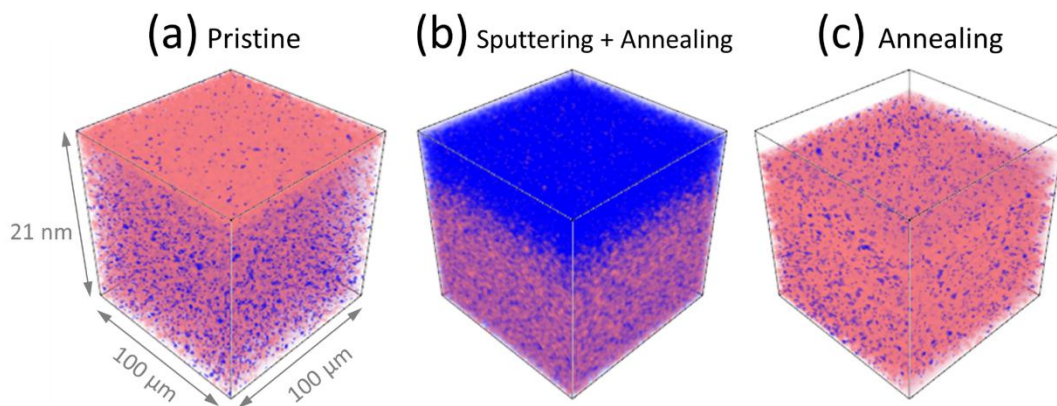 (a) Pristine
(b) Sputtering + Annealing
(c) Annealing
21 nm
100 µm
100 µm